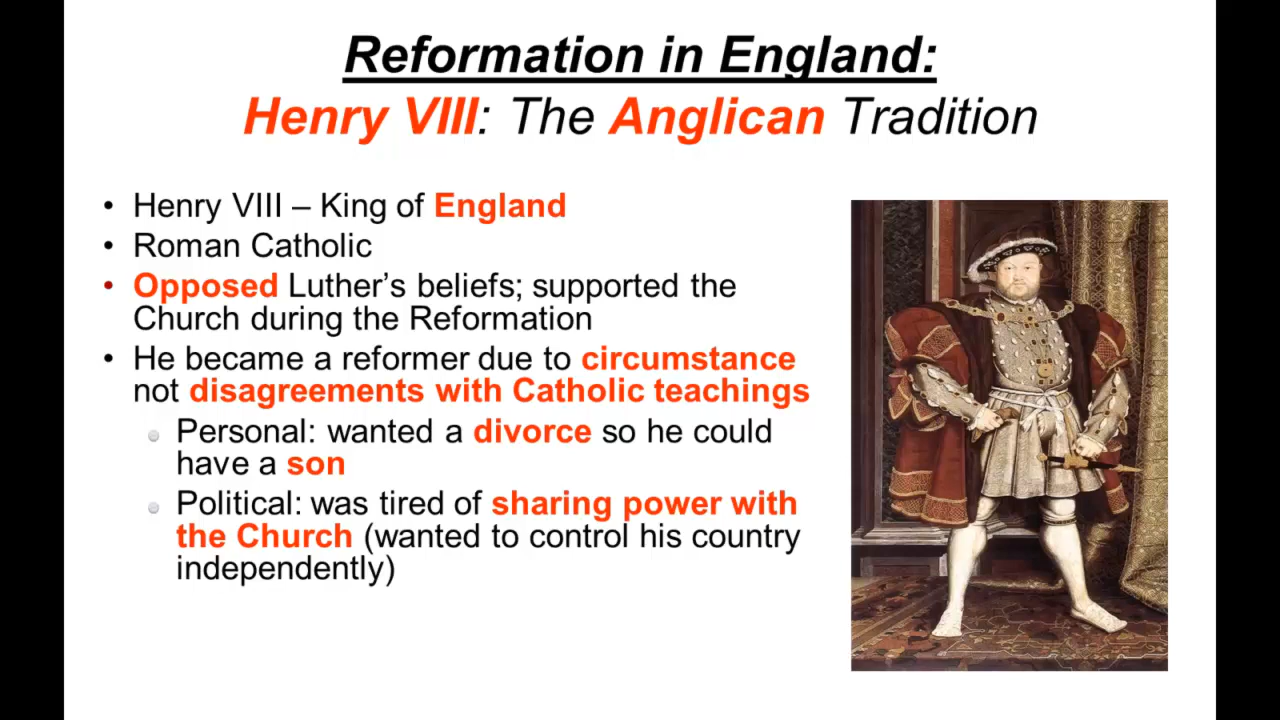 Reformation in England:
Henry VIII: The Anglican Tradition
• Henry VIII – King of England
• Roman Catholic
• Opposed Luther’s beliefs; supported the
Church during the Reformation
• He became a reformer due to circumstance
not disagreements with Catholic teachings
Personal: wanted a divorce so he could
have a son
Political: was tired of sharing power with
the Church (wanted to control his country
independently)